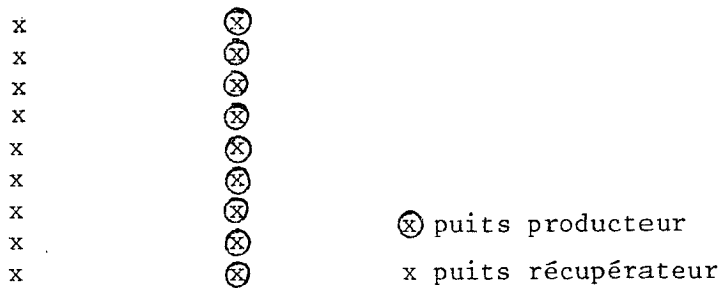 x ⓧ
x ⓧ
x ⓧ
x ⓧ
x ⓧ
x ⓧ
x ⓧ
x ⓧ
x ⓧ
ⓧ puits producteur
x puits récupérateur